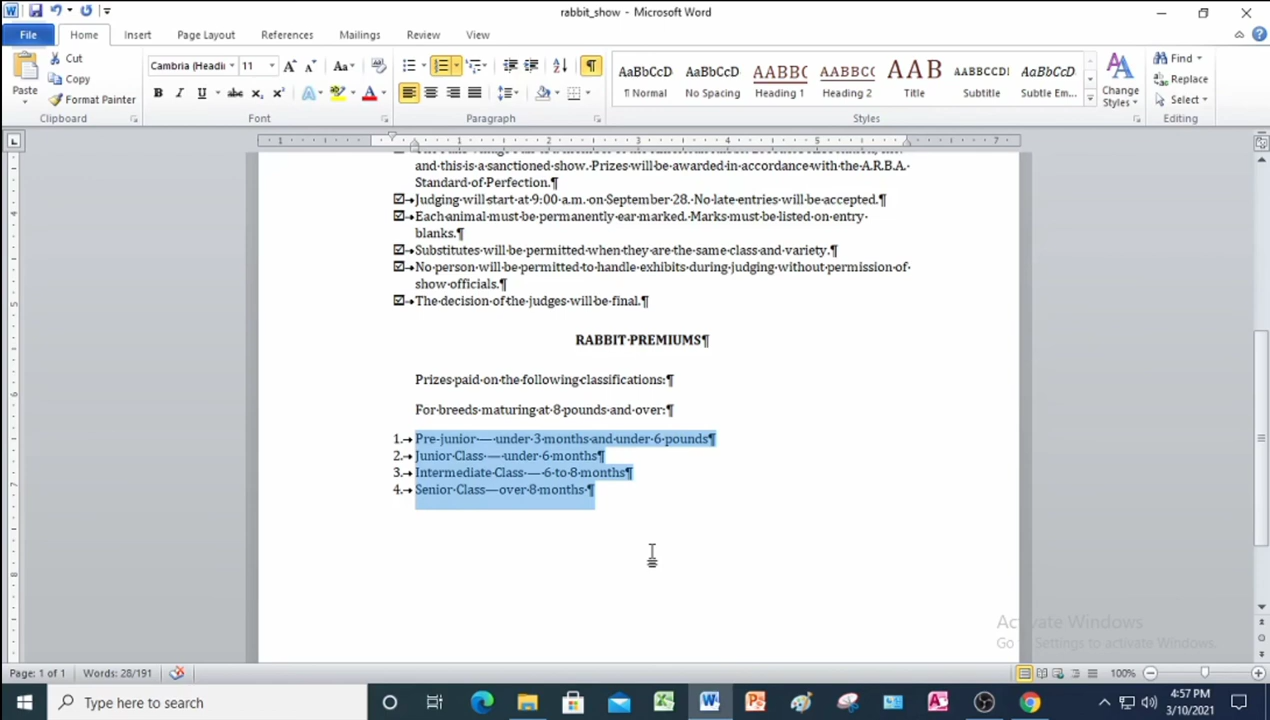 rabbit_show - Microsoft Word
File Home Insert Page Layout References Mailings Review View
Paste
Cut
Copy
Format Painter
Clipboard
Cambria (Headi 11
Font
Paragraph
AaBbCcD AaBbCcD AABBC AABBC AAB AABBCCDI AaBbCcD
¶ Normal No Spacing Heading 1 Heading 2 Title Subtitle Subtle Em...
Change Styles
Styles
Find
Replace
Select
Editing
and·this·is·a·sanctioned·show.·Prizes·will·be·awarded·in·accordance·with·the·A.R.B.A.·
Standard·of·Perfection.¶
Judging·will·start·at·9:00·a.m.·on·September·28.·No·late·entries·will·be·accepted.¶
Each·animal·must·be·permanently·ear·marked.·Marks·must·be·listed·on·entry·
blanks.¶
Substitutes·will·be·permitted·when·they·are·the·same·class·and·variety.¶
No·person·will·be·permitted·to·handle·exhibits·during·judging·without·permission·of·
show·officials.¶
The·decision·of·the·judges·will·be·final.¶
RABBIT·PREMIUMS¶
Prizes·paid·on·the·following·classifications:¶
For·breeds·maturing·at·8·pounds·and·over:¶
1.→Pre-junior·—·under·3·months·and·under·6·pounds¶
2.→Junior·Class·—·under·6·months¶
3.→Intermediate·Class·—·6·to·8·months¶
4.→Senior·Class—over·8·months·¶
Activate Windows
Go to Settings to activate Windows.
Page: 1 of 1 Words: 28/191 100%
Type here to search
4:57 PM
3/10/2021